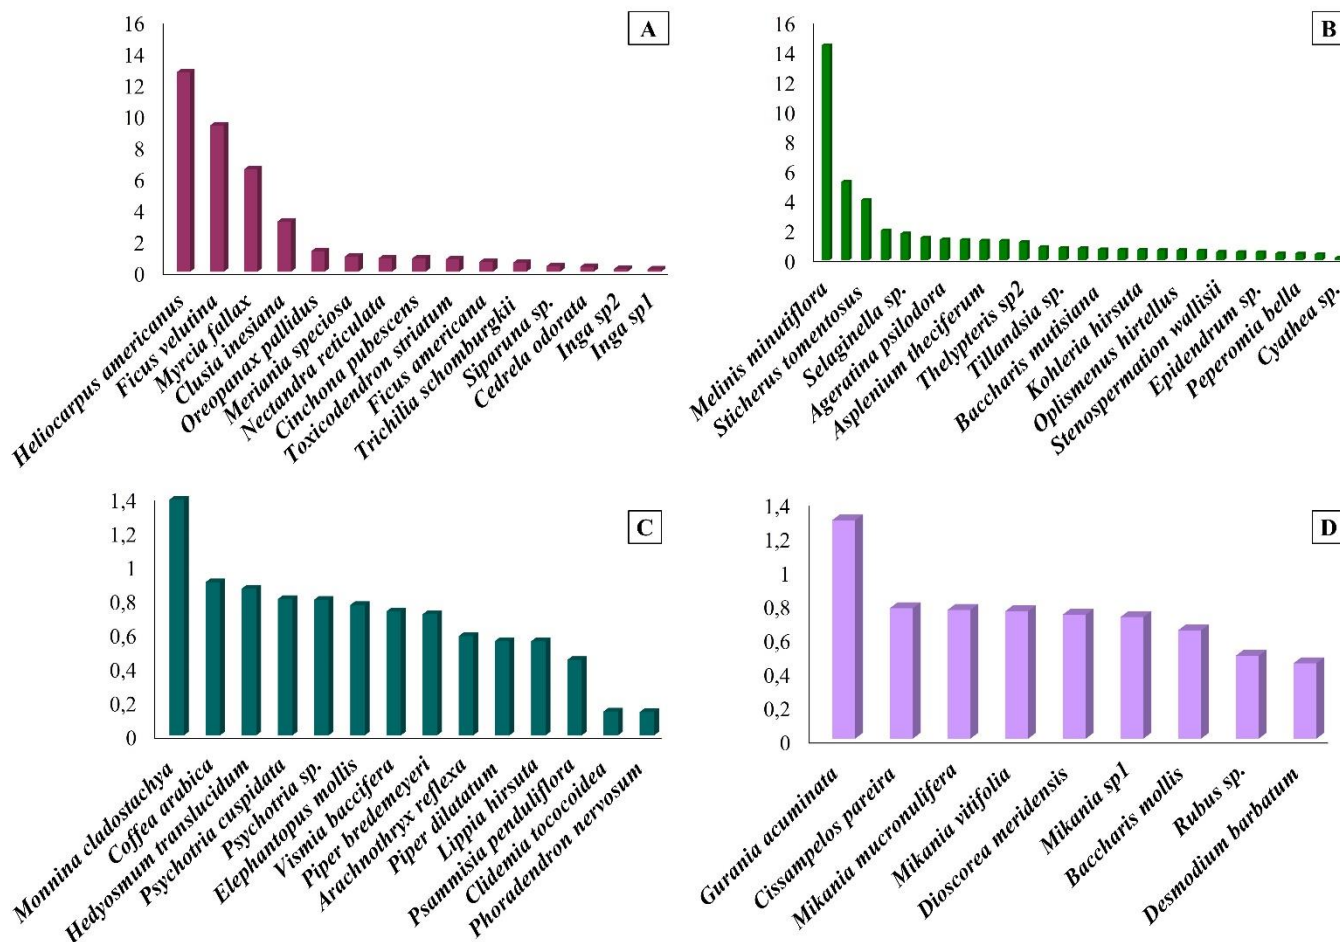 A
16
14
12
10
8
6
4
2
0
Heliocarpus americanus
Ficus velutina
Myrcia fallax
Clusia inesiana
Oreopanax pallidus
Meriania speciosa
Nectandra reticulata
Cinchona pubescens
Toxicodendron striatum
Ficus americana
Trichilia schomburgkii
Siparuna sp.
Cedrela odorata
Inga sp2
Inga sp1
B
16
14
12
10
8
6
4
2
0
Melinis minutiflora
Sticherus tomentosus
Selaginella sp.
Ageratina psilodora
Asplenium theciferum
Thelypteris sp2
Tillandsia sp.
Baccharis mutisiana
Kohleria hirsuta
Oplismenus hirtellus
Stenospermation wallisii
Epidendrum sp.
Peperomia bella
Cyathea sp.
C
1,4
1,2
1
0,8
0,6
0,4
0,2
0
Monnina cladostachya
Coffea arabica
Hedyosmum translucidum
Psychotria cuspidata
Psychotria sp.
Elephantopus mollis
Vismia baccifera
Piper bredemeyeri
Arachnothryx reflexa
Piper dilatatum
Lippia hirsuta
Psammisia penduliflora
Clidemia tococoidea
Phoradendron nervosum
D
1,4
1,2
1
0,8
0,6
0,4
0,2
0
Gurania acuminata
Cissampelos pareira
Mikania mucronulifera
Mikania vitifolia
Dioscorea meridensis
Mikania sp1
Baccharis mollis
Rubus sp.
Desmodium barbatum